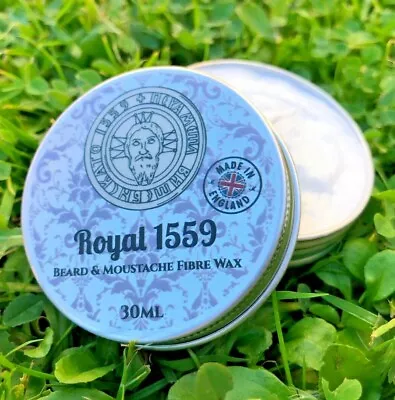 MADE IN
ENGLAND
Royal 1559
BEARD & MOUSTACHE FIBRE WAX
30ML